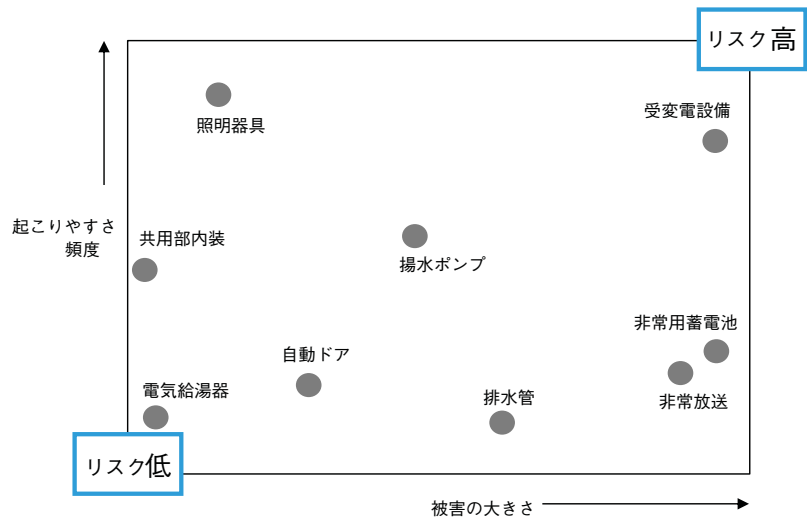 リスク高
受変電設備
照明器具
起こりやすさ
頻度
共用部内装
揚水ポンプ
非常用蓄電池
自動ドア
電気給湯器
排水管
非常放送
リスク低
被害の大きさ